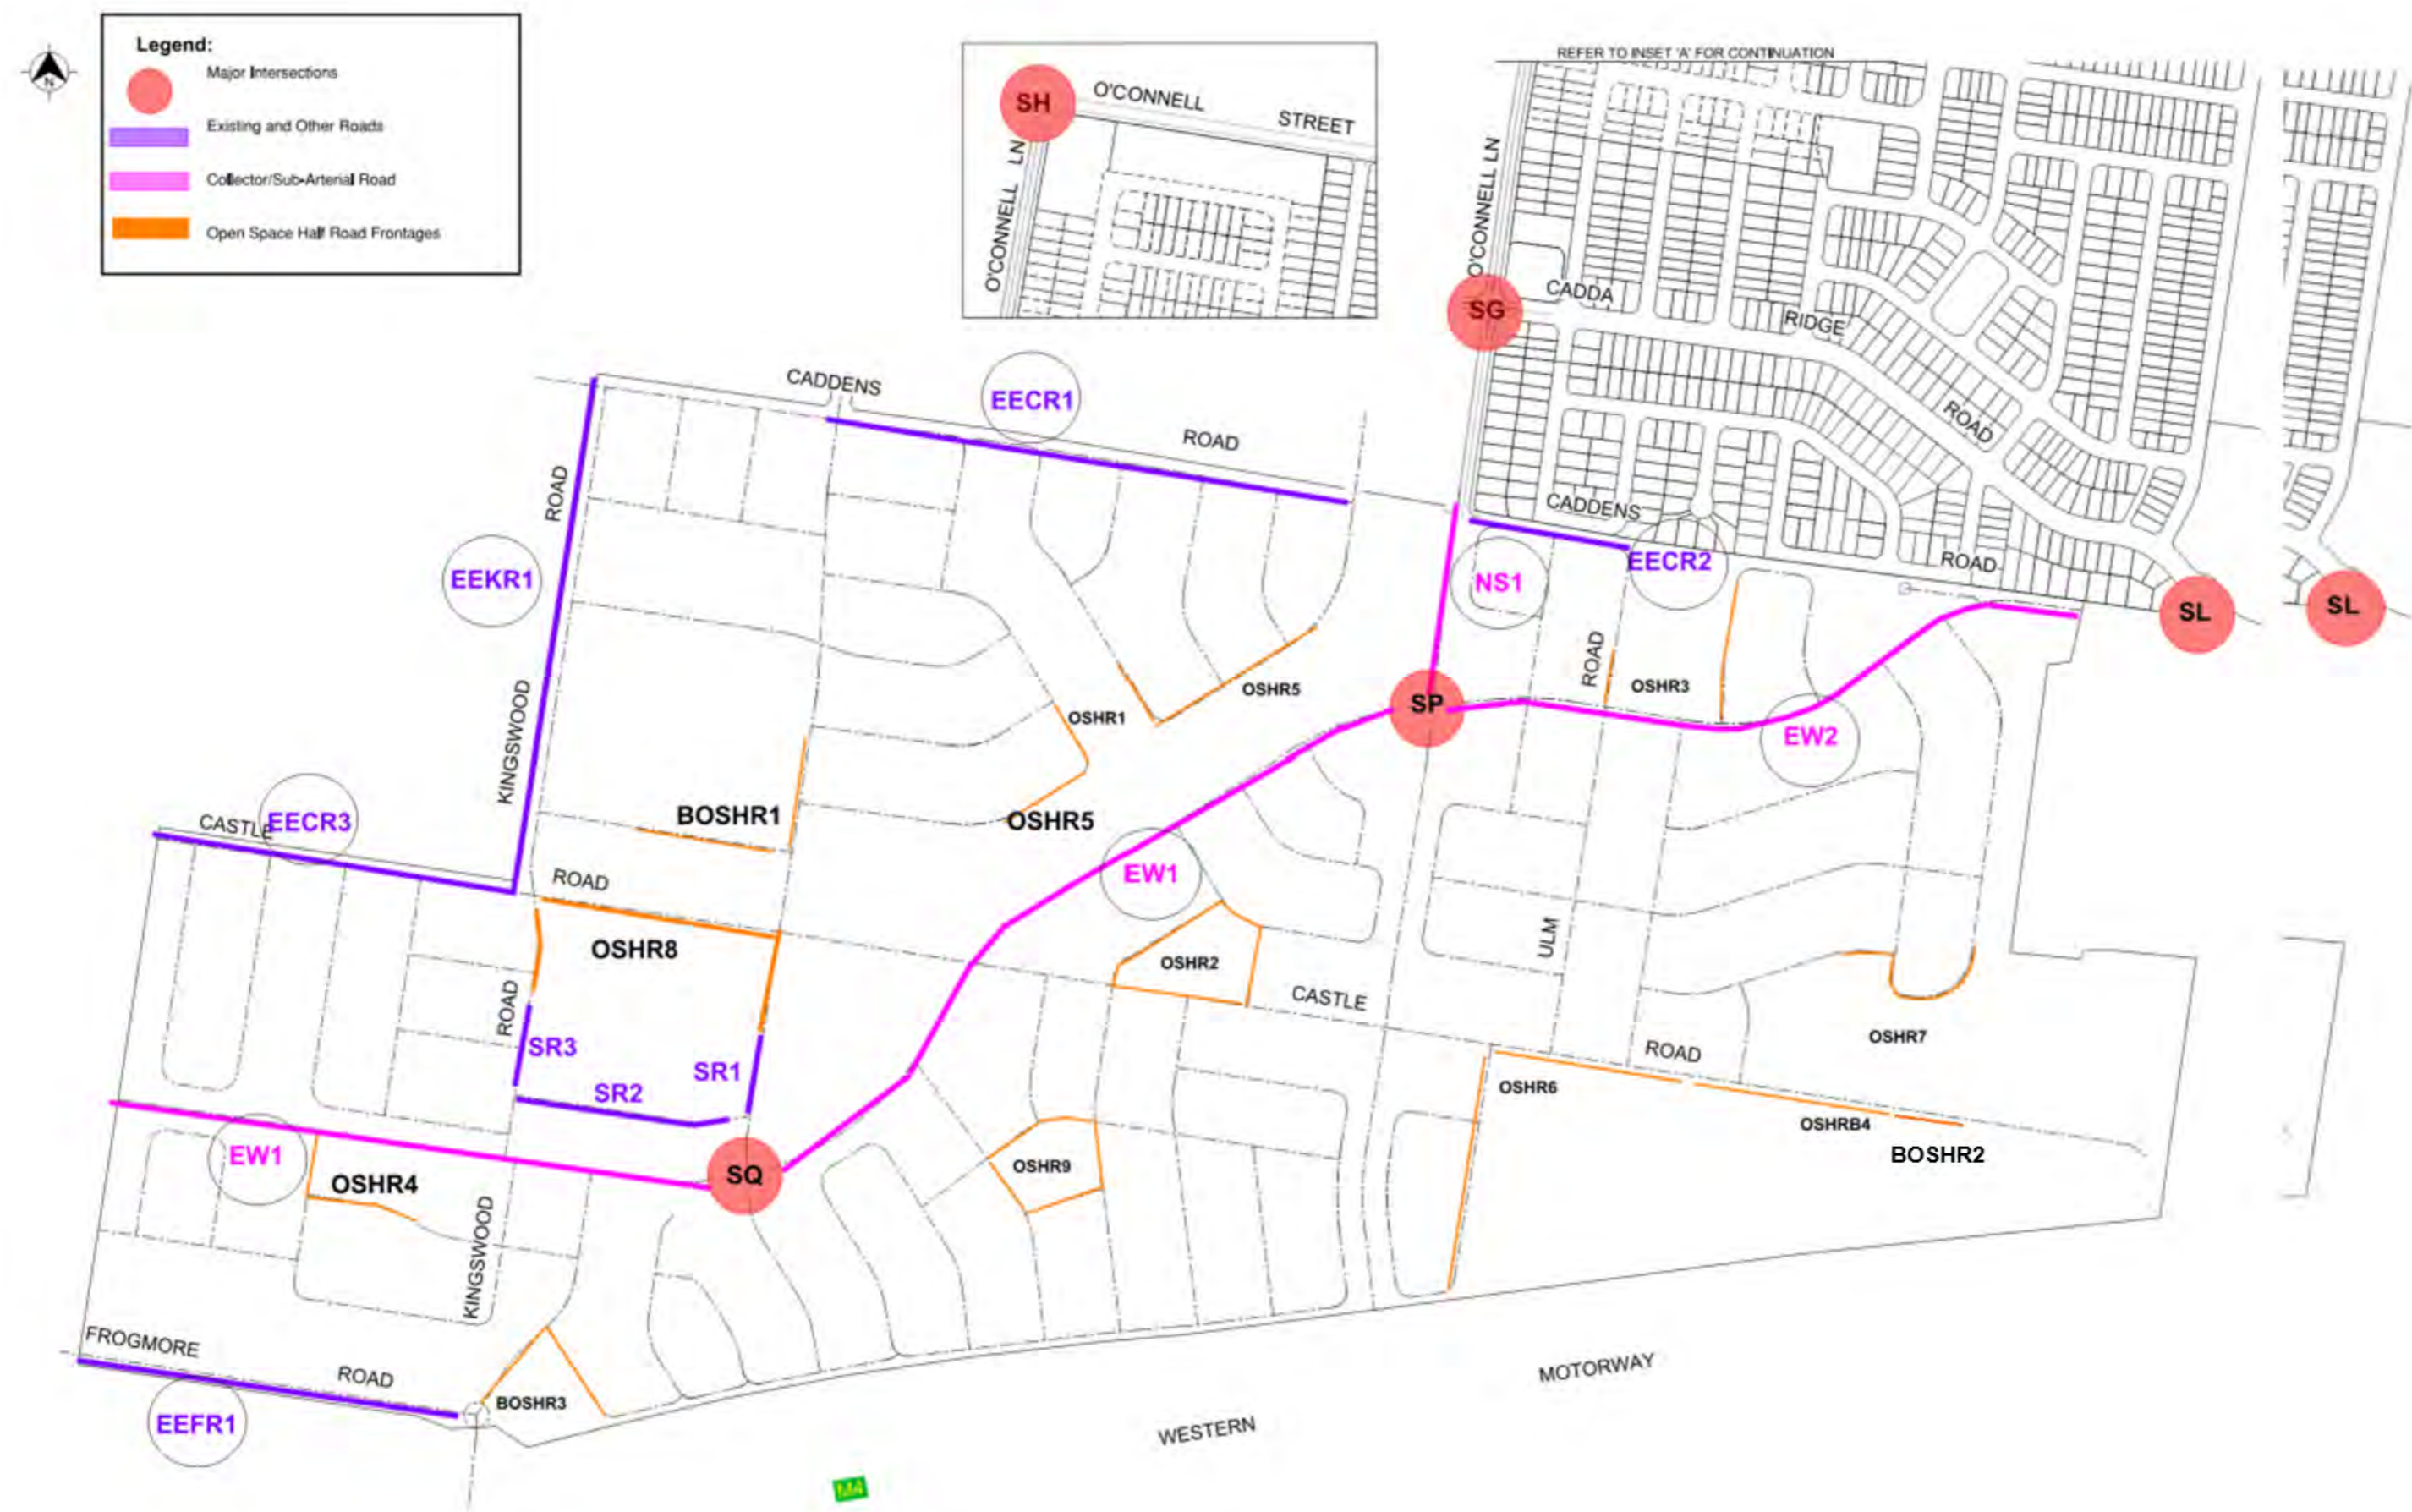 Legend:
N
Major Intersections
Existing and Other Roads
Collector/Sub-Arterial Road
Open Space Half Road Frontages
SH
O'CONNELL
STREET
O'CONNELL LN
REFER TO INSET 'A' FOR CONTINUATION
O'CONNELL LN
SG
CADDA
RIDGE
ROAD
CADDENS
EECR1
ROAD
ROAD
CADDENS
EECR2
ROAD
EEKR1
NS1
SL
SL
ROAD
OSHR3
OSHR5
OSHR1
SP
EW2
KINGSWOOD
BOSHR1
OSHR5
CASTLE
EECR3
EW1
ROAD
OSHR8
ULM
OSHR2
CASTLE
ROAD
OSHR7
ROAD
SR3
SR1
SR2
OSHR6
OSHRB4
BOSHR2
EW1
OSHR4
SQ
OSHR9
KINGSWOOD
FROGMORE
ROAD
BOSHR3
EEFR1
MOTORWAY
WESTERN
M4